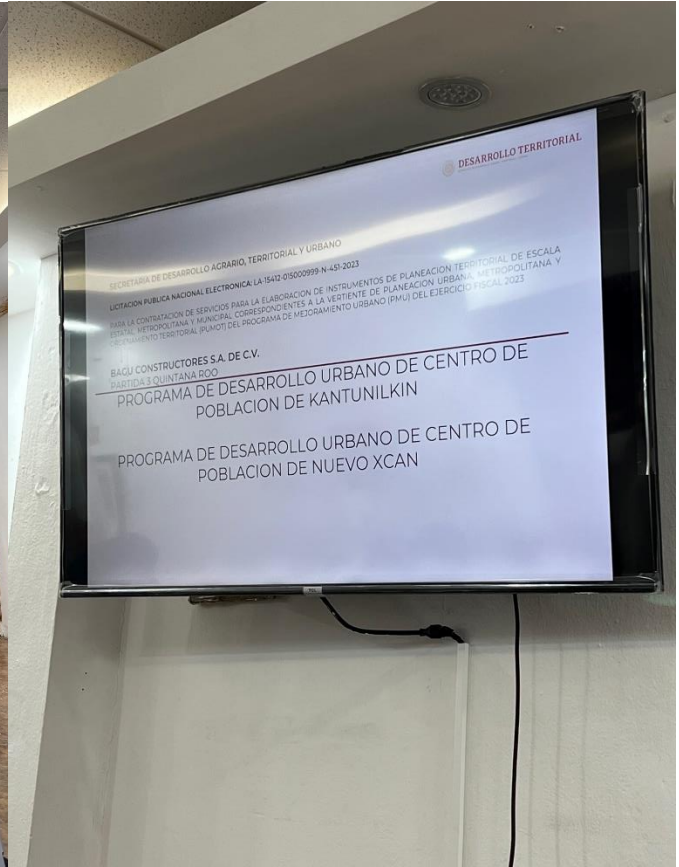 DESARROLLO TERRITORIAL
SECRETARIA DE DESARROLLO AGRARIO, TERRITORIAL Y URBANO
LICITACION PUBLICA NACIONAL ELECTRONICA: LA-15412-015000999-N-451-2023
PARA LA CONTRATACION DE SERVICIOS PARA LA ELABORACION DE INSTRUMENTOS DE PLANEACION TERRITORIAL DE ESCALA
ESTATAL, METROPOLITANA Y MUNICIPAL CORRESPONDIENTES A LA VERTIENTE DE PLANEACION URBANA, METROPOLITANA Y
ORDENAMIENTO TERRITORIAL (PUMOT) DEL PROGRAMA DE MEJORAMIENTO URBANO (PMU) DEL EJERCICIO FISCAL 2023
BAGU CONSTRUCTORES S.A. DE C.V.
PARTIDA 3 QUINTANA ROO
PROGRAMA DE DESARROLLO URBANO DE CENTRO DE
POBLACION DE KANTUNILKIN
PROGRAMA DE DESARROLLO URBANO DE CENTRO DE
POBLACION DE NUEVO XCAN
TCL